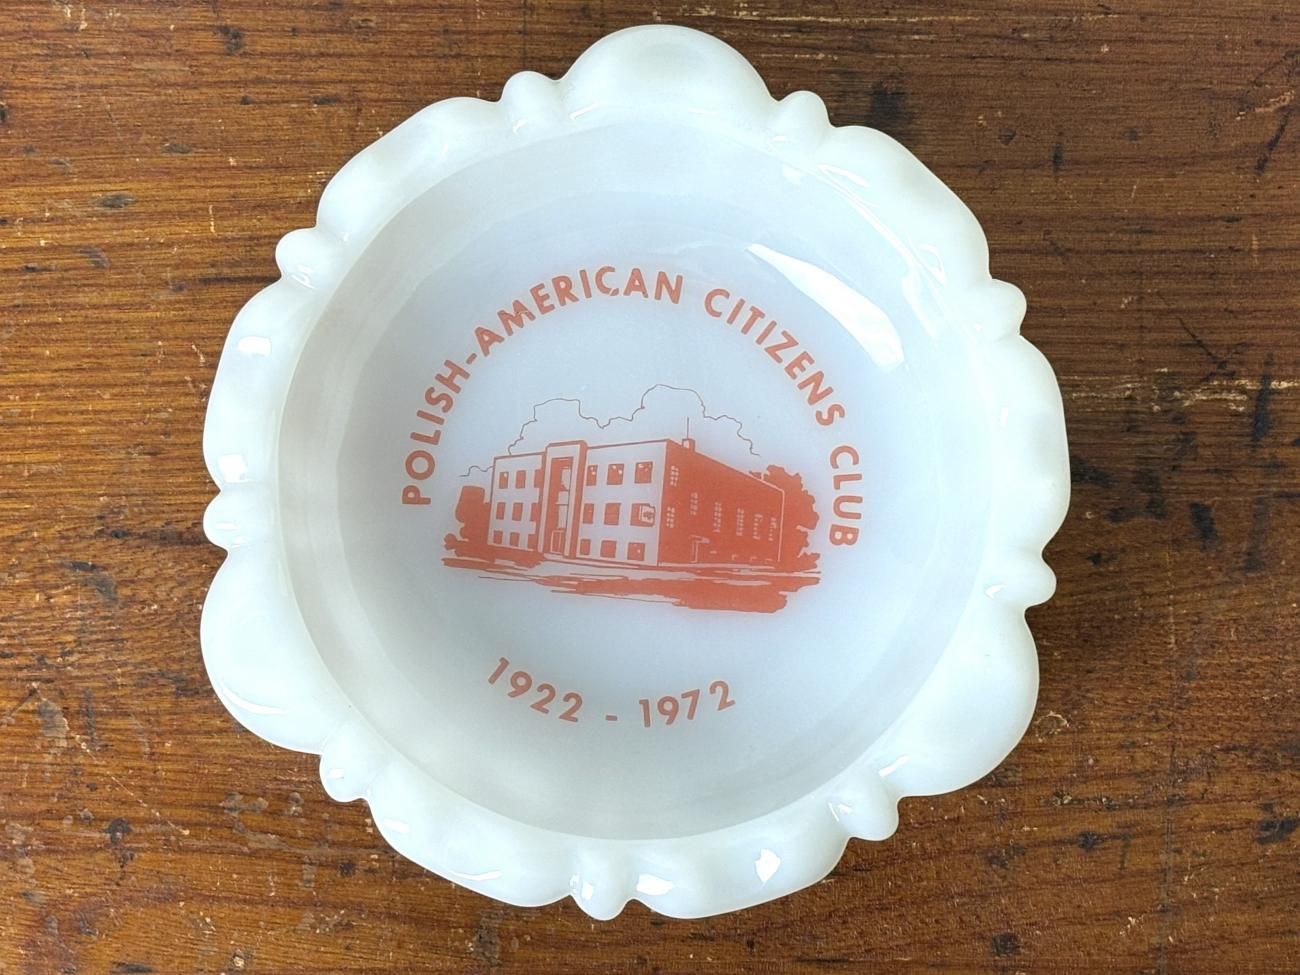 POLISH-AMERICAN CITIZENS CLUB
1922 - 1972